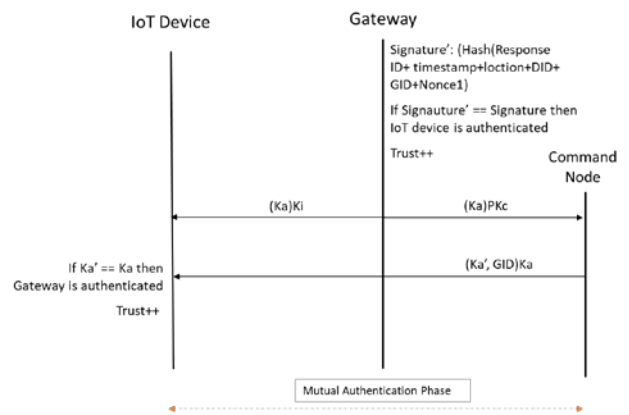 IoT Device
Gateway
Signature': (Hash(Response
ID+ timestamp+loction+DID+
GID+Nonce1)
If Signauture' == Signature then
IoT device is authenticated
Trust++
Command
Node
(Ka)Ki
(Ka)PKc
If Ka' == Ka then
Gateway is authenticated
Trust++
(Ka', GID)Ka
Mutual Authentication Phase